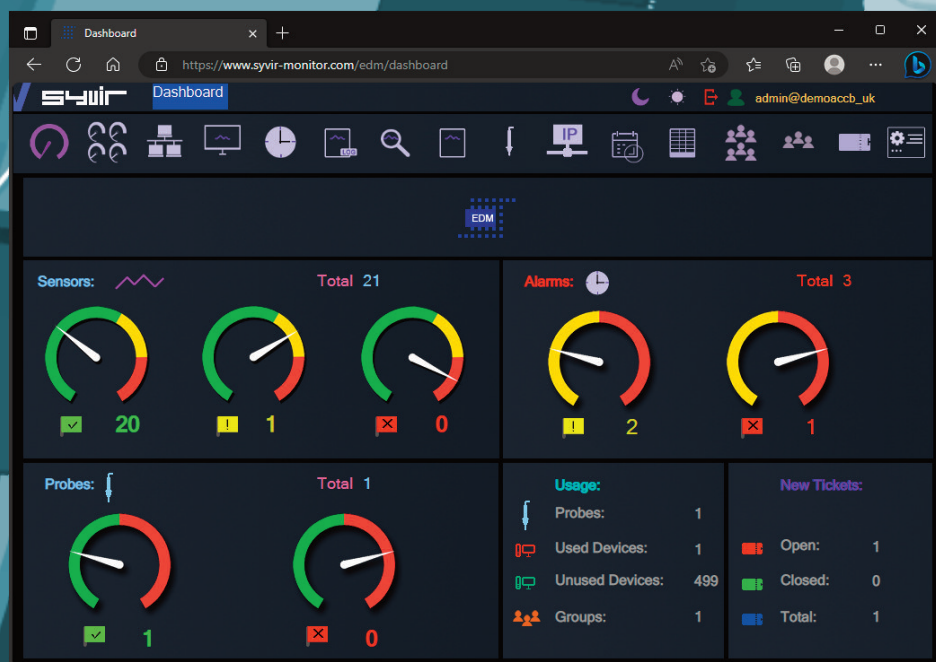 Dashboard
https://www.syvir-monitor.com/edm/dashboard
syvir
Dashboard
admin@demoaccb_uk
LOG
IP
EDM
Sensors: Total 21
20 1 0
Alarms: Total 3
2 1
Probes: Total 1
1 0
Usage:
Probes: 1
Used Devices: 1
Unused Devices: 499
Groups: 1
New Tickets:
Open: 1
Closed: 0
Total: 1